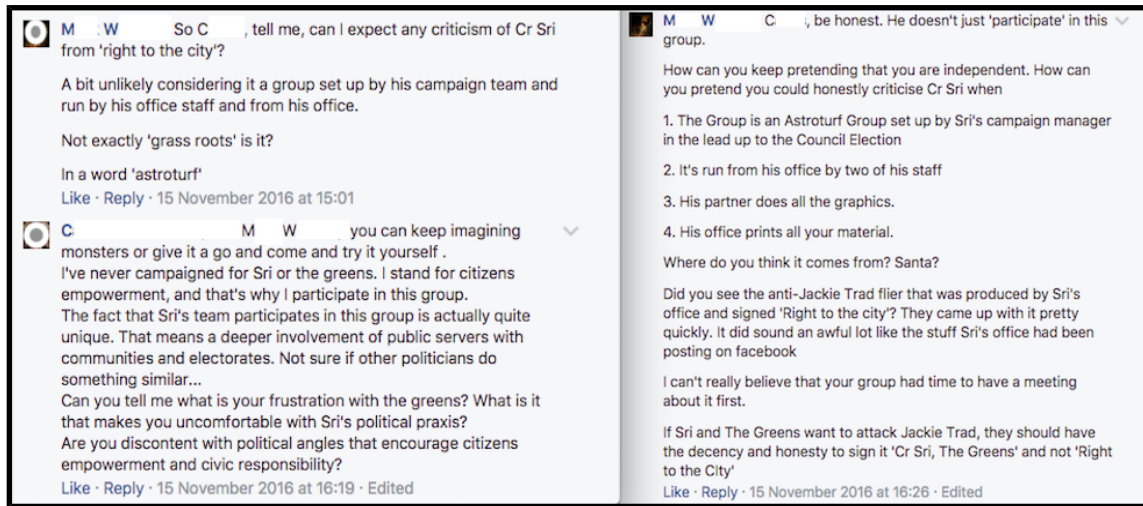 M W So C , tell me, can I expect any criticism of Cr Sri
from 'right to the city'?
A bit unlikely considering it a group set up by his campaign team and
run by his office staff and from his office.
Not exactly 'grass roots' is it?
In a word 'astroturf'
Like · Reply · 15 November 2016 at 15:01
C M W you can keep imagining
monsters or give it a go and come and try it yourself .
I've never campaigned for Sri or the greens. I stand for citizens
empowerment, and that's why I participate in this group.
The fact that Sri's team participates in this group is actually quite
unique. That means a deeper involvement of public servers with
communities and electorates. Not sure if other politicians do
something similar...
Can you tell me what is your frustration with the greens? What is it
that makes you uncomfortable with Sri's political praxis?
Are you discontent with political angles that encourage citizens
empowerment and civic responsibility?
Like · Reply · 15 November 2016 at 16:19 · Edited
M W C , be honest. He doesn't just 'participate' in this
group.
How can you keep pretending that you are independent. How can
you pretend you could honestly criticise Cr Sri when
1. The Group is an Astroturf Group set up by Sri's campaign manager
in the lead up to the Council Election
2. It's run from his office by two of his staff
3. His partner does all the graphics.
4. His office prints all your material.
Where do you think it comes from? Santa?
Did you see the anti-Jackie Trad flier that was produced by Sri's
office and signed 'Right to the city'? They came up with it pretty
quickly. It did sound an awful lot like the stuff Sri's office had been
posting on facebook
I can't really believe that your group had time to have a meeting
about it first.
If Sri and The Greens want to attack Jackie Trad, they should have
the decency and honesty to sign it 'Cr Sri, The Greens' and not 'Right
to the CIty'
Like · Reply · 15 November 2016 at 16:26 · Edited